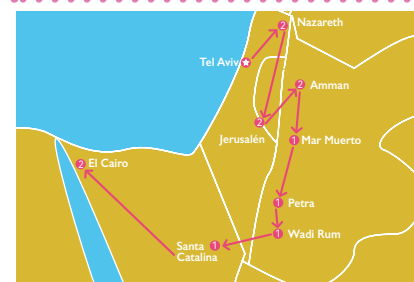 2 Nazareth
Tel Aviv
2 Amman
Jerusalén 2
1 Mar Muerto
2 El Cairo
1 Petra
1 Wadi Rum
Santa 1
Catalina